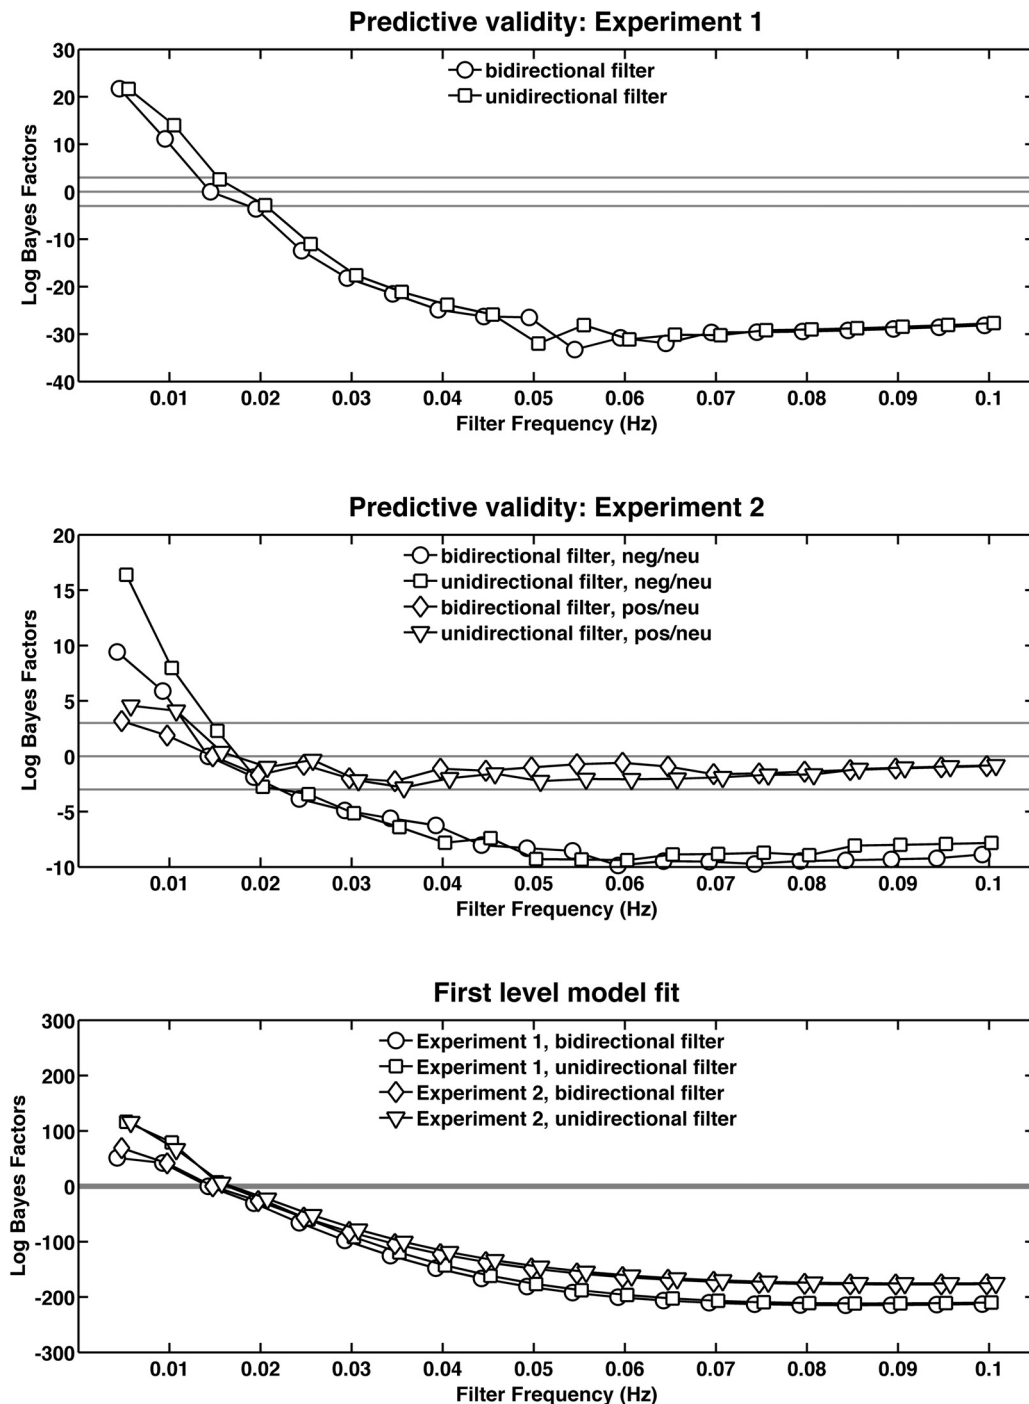 Predictive validity: Experiment 1
30
20
10
0
-10
-20
-30
-40
Log Bayes Factors
bidirectional filter
unidirectional filter
0.01 0.02 0.03 0.04 0.05 0.06 0.07 0.08 0.09 0.1
Filter Frequency (Hz)
Predictive validity: Experiment 2
20
15
10
5
0
-5
-10
Log Bayes Factors
bidirectional filter, neg/neu
unidirectional filter, neg/neu
bidirectional filter, pos/neu
unidirectional filter, pos/neu
0.01 0.02 0.03 0.04 0.05 0.06 0.07 0.08 0.09 0.1
Filter Frequency (Hz)
First level model fit
300
200
100
0
-100
-200
-300
Log Bayes Factors
Experiment 1, bidirectional filter
Experiment 1, unidirectional filter
Experiment 2, bidirectional filter
Experiment 2, unidirectional filter
0.01 0.02 0.03 0.04 0.05 0.06 0.07 0.08 0.09 0.1
Filter Frequency (Hz)